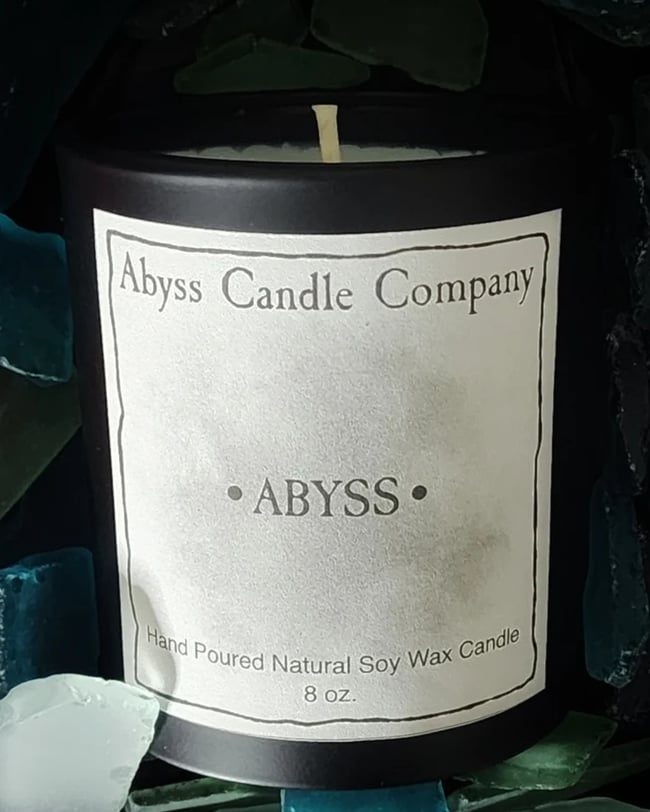 Abyss Candle Company
• ABYSS •
Hand Poured Natural Soy Wax Candle
8 oz.